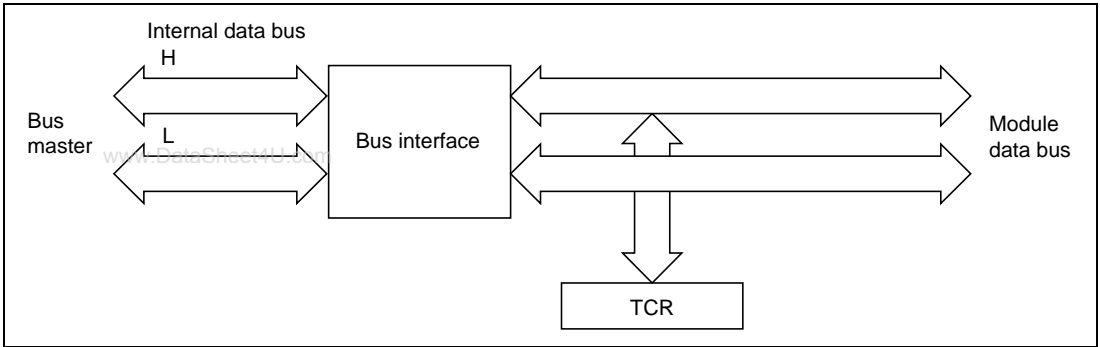 Internal data bus
H
Bus
master
L
www.DataSheet4U.com
Bus interface
Module
data bus
TCR